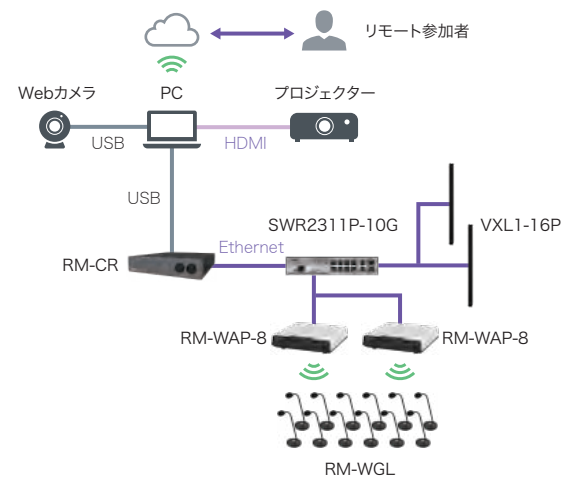 リモート参加者
Webカメラ
PC
プロジェクター
USB
HDMI
USB
SWR2311P-10G
VXL1-16P
Ethernet
RM-CR
RM-WAP-8
RM-WAP-8
RM-WGL